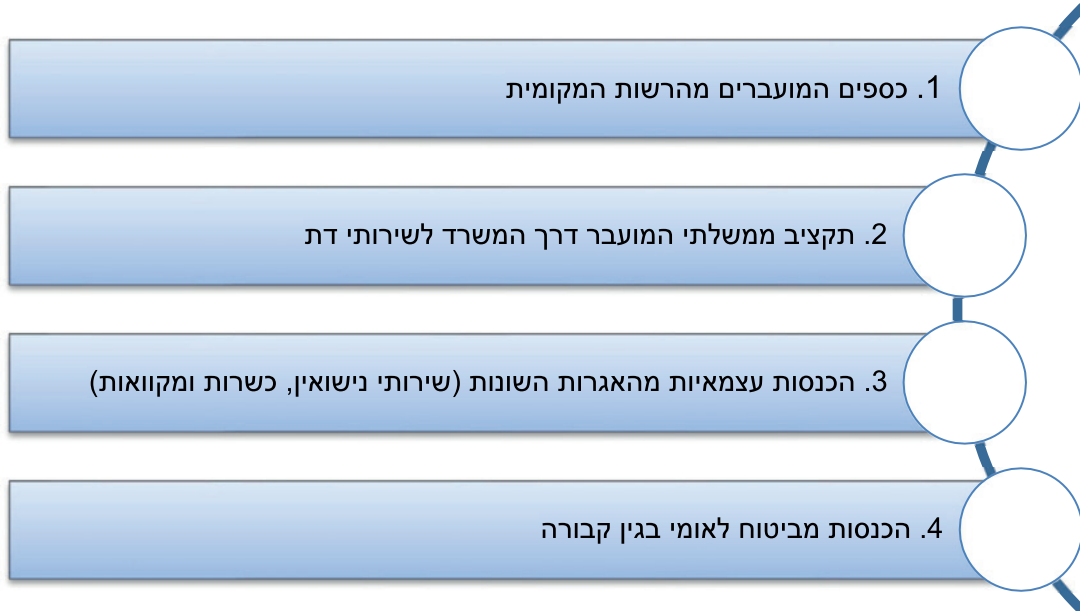 1. כספים המועברים מהרשות המקומית
2. תקציב ממשלתי המועבר דרך המשרד לשירותי דת
3. הכנסות עצמאיות מהאגרות השונות (שירותי נישואין, כשרות ומקוואות)
4. הכנסות מביטוח לאומי בגין קבורה